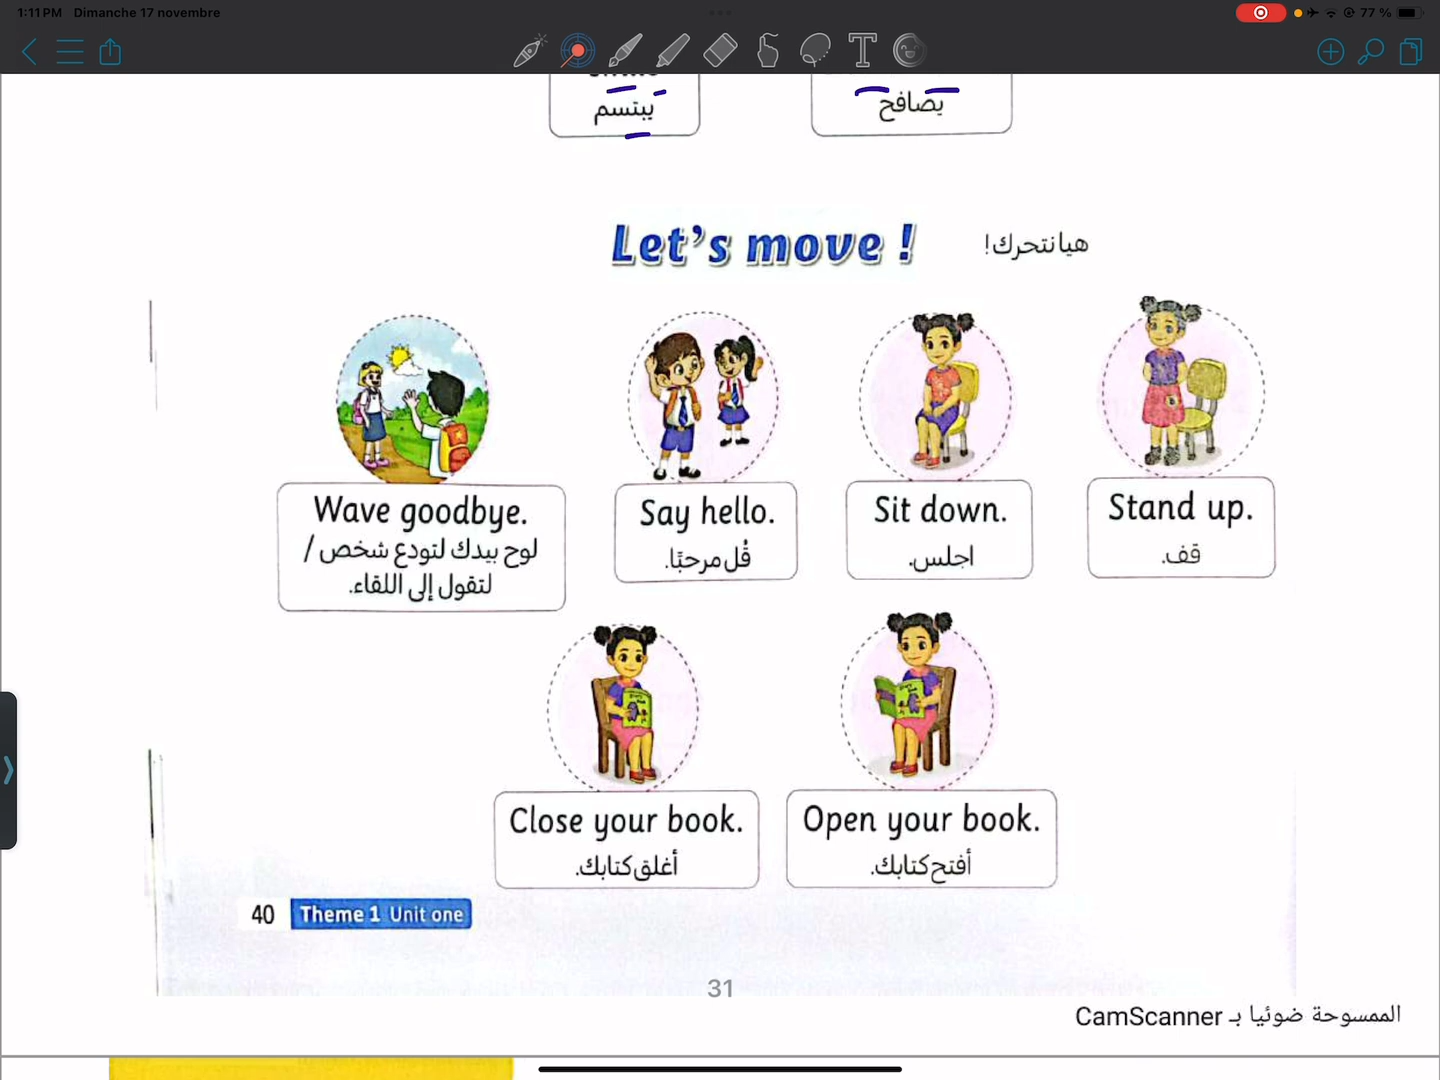 1:11 PM Dimanche 17 novembre
77 %
يبتسم
يصافح
Let's move !
هيا نتحرك!
Wave goodbye.
لوح بيدك لتودع شخص /
لتقول إلى اللقاء.
Say hello.
قُل مرحبًا.
Sit down.
اجلس.
Stand up.
قف.
Close your book.
أغلق كتابك.
Open your book.
أفتح كتابك.
40 Theme 1 Unit one
31
الممسوحة ضوئيا بـ CamScanner